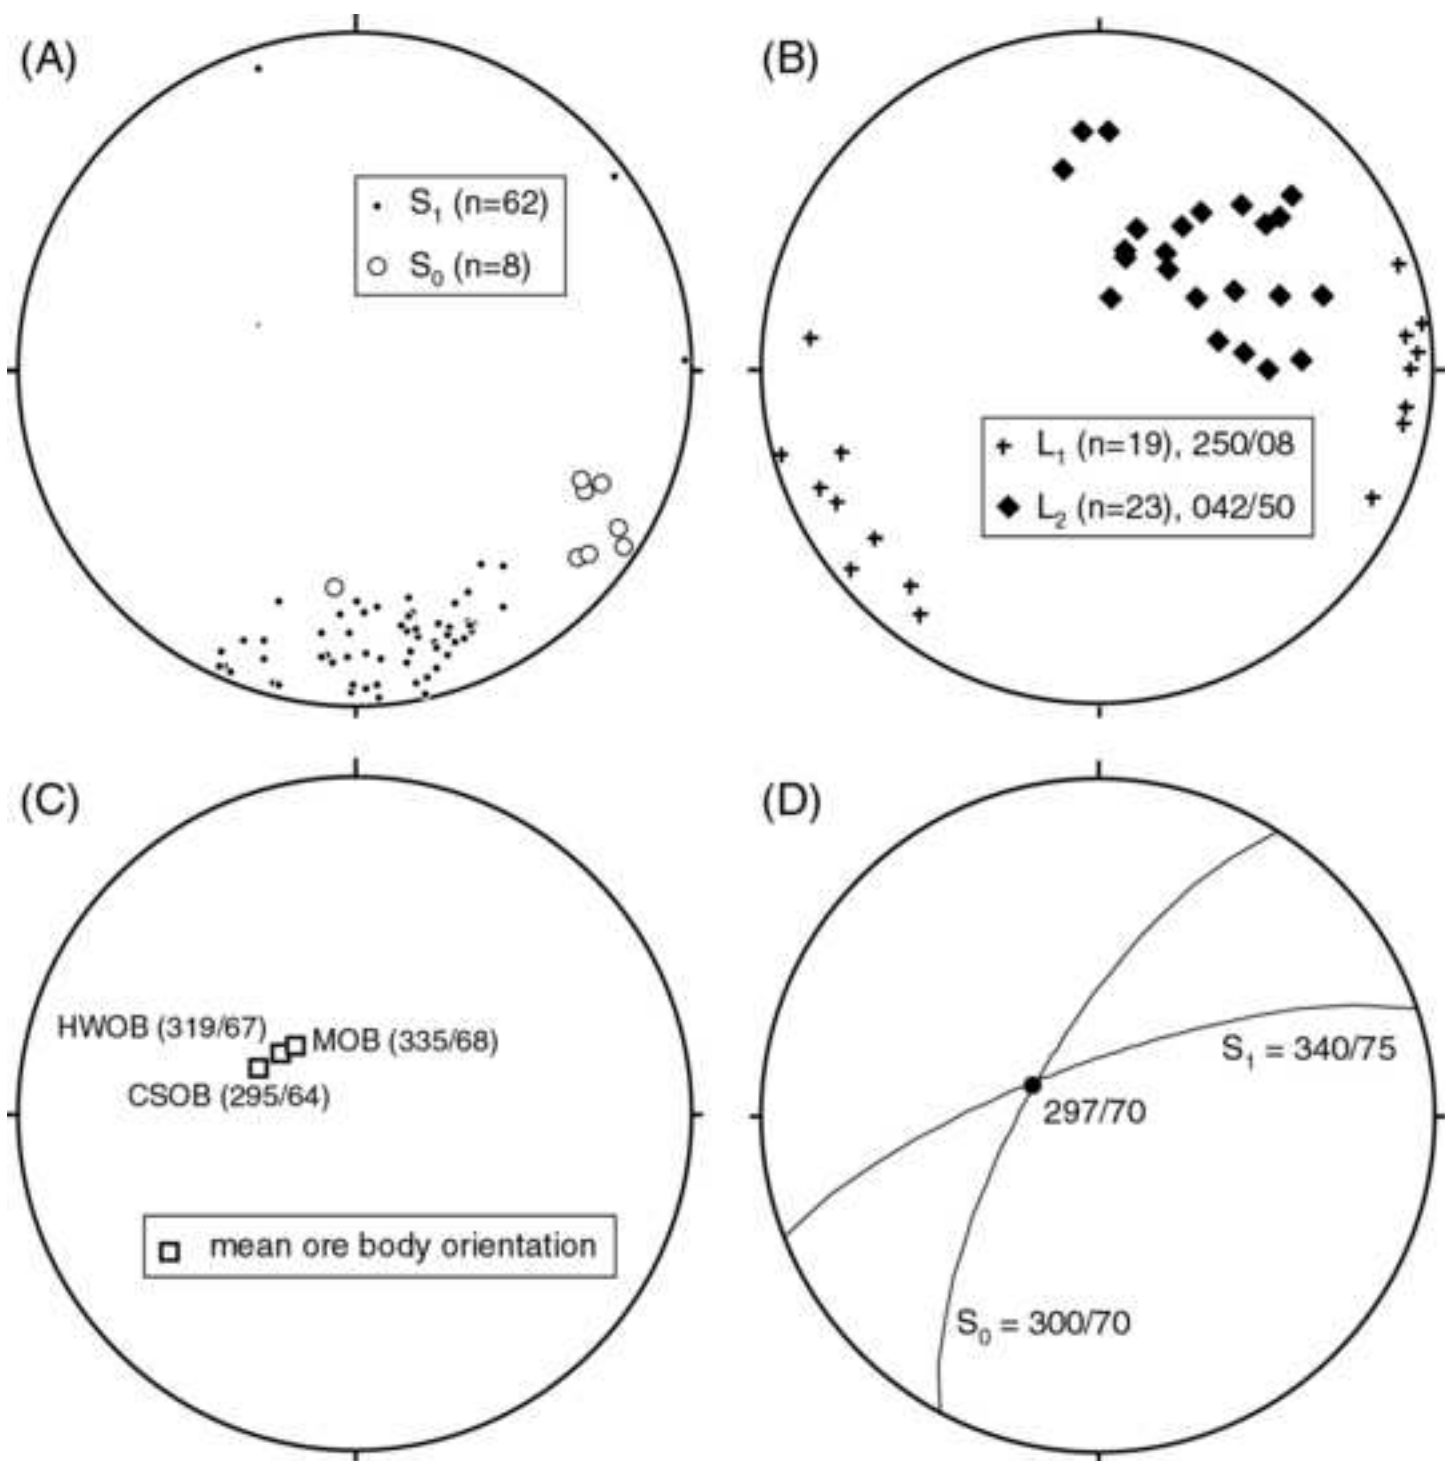 (A)
S1 (n=62)
S0 (n=8)
(B)
L1 (n=19), 250/08
L2 (n=23), 042/50
(C)
HWOB (319/67)
MOB (335/68)
CSOB (295/64)
mean ore body orientation
(D)
S1 = 340/75
297/70
S0 = 300/70